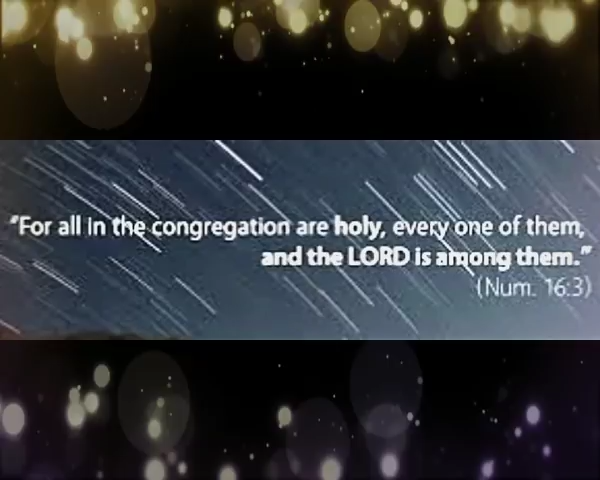 "For all in the congregation are holy, every one of them,
and the LORD is among them."
(Num. 16:3)